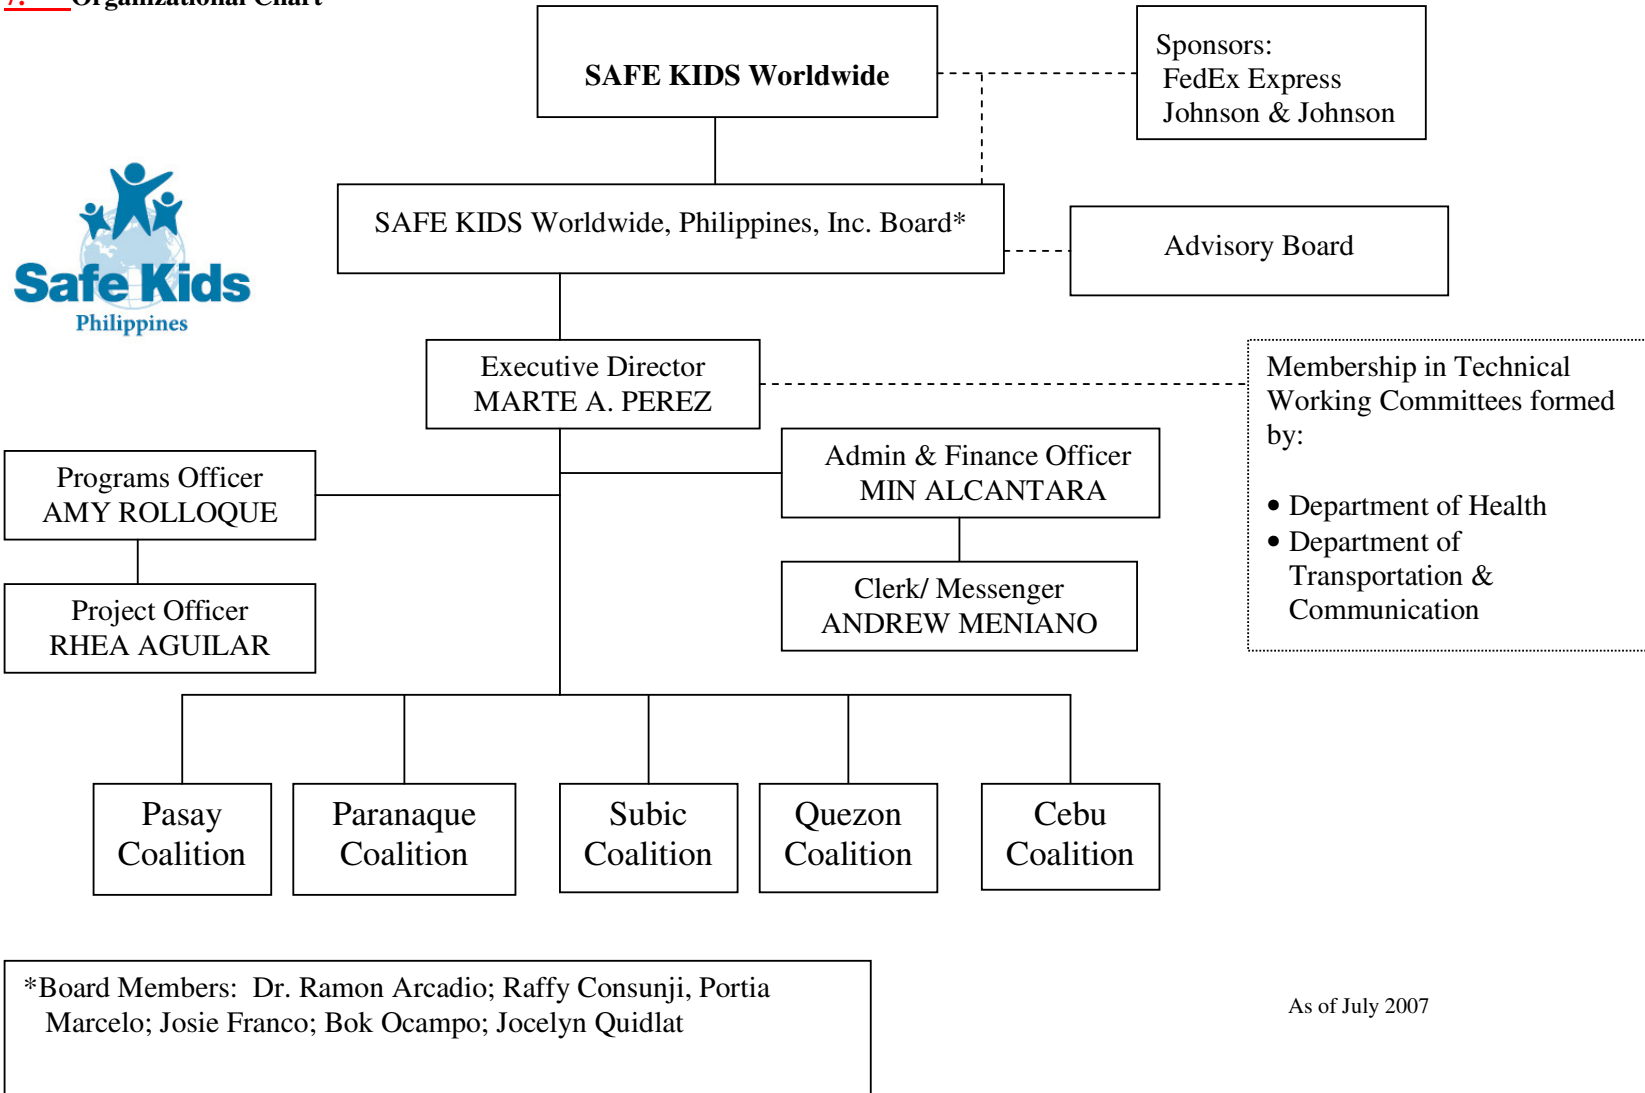 7. Organizational Chart
SAFE KIDS Worldwide
Sponsors:
FedEx Express
Johnson & Johnson
Safe Kids
Philippines
SAFE KIDS Worldwide, Philippines, Inc. Board*
Advisory Board
Executive Director
MARTE A. PEREZ
Membership in Technical
Working Committees formed
by:
• Department of Health
• Department of
Transportation &
Communication
Programs Officer
AMY ROLLOQUE
Admin & Finance Officer
MIN ALCANTARA
Project Officer
RHEA AGUILAR
Clerk/ Messenger
ANDREW MENIANO
Pasay
Coalition
Paranaque
Coalition
Subic
Coalition
Quezon
Coalition
Cebu
Coalition
*Board Members: Dr. Ramon Arcadio; Raffy Consunji, Portia
Marcelo; Josie Franco; Bok Ocampo; Jocelyn Quidlat
As of July 2007